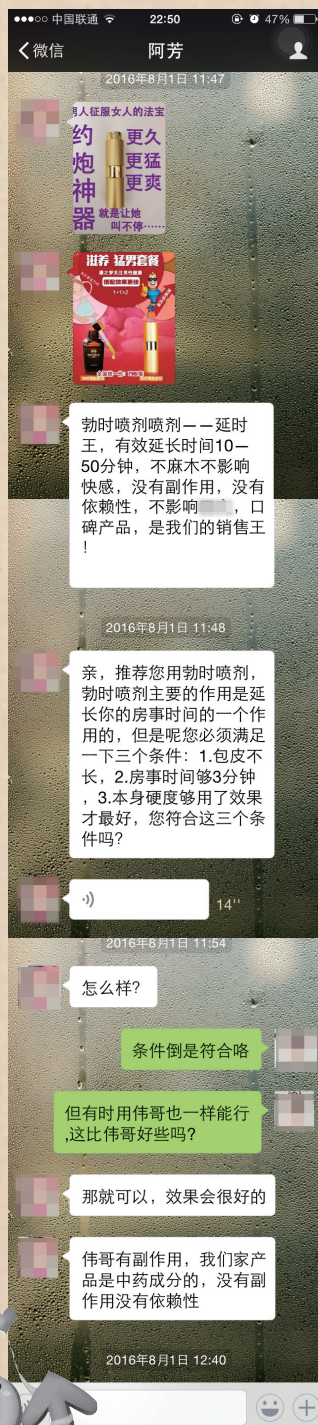 中国联通
22:50
47%
微信
阿芳
2016年8月1日 11:47
男人征服女人的法宝
约
炮
神
器
更久
更猛
更爽
就是让她
叫不停……
滋养 猛男套餐
搭配效果更佳
1+1>2
勃时喷剂喷剂——延时
王，有效延长时间10—
50分钟，不麻木不影响
快感，没有副作用，没有
依赖性，不影响 ，口
碑产品，是我们的销售王
！
2016年8月1日 11:48
亲，推荐您用勃时喷剂，
勃时喷剂主要的作用是延
长你的房事时间的一个作
用的，但是呢您必须满足
一下三个条件：1.包皮不
长，2.房事时间够3分钟
，3.本身硬度够用了效果
才最好，您符合这三个条
件吗？
14''
2016年8月1日 11:54
怎么样？
条件倒是符合咯
但有时用伟哥也一样能行
,这比伟哥好些吗？
那就可以，效果会很好的
伟哥有副作用，我们家产
品是中药成分的，没有副
作用没有依赖性
2016年8月1日 12:40